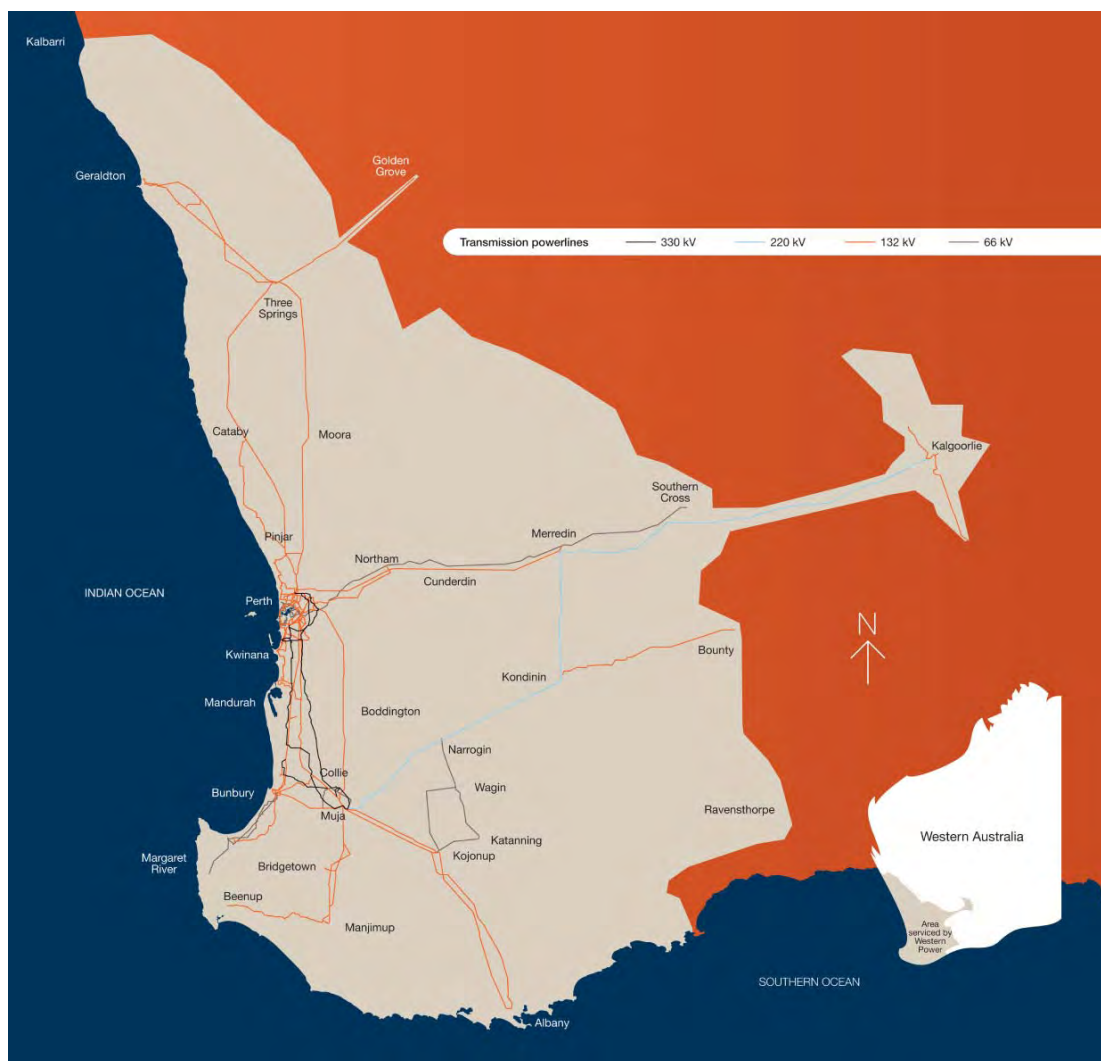 Kalbarri
Golden
Grove
Geraldton
Transmission powerlines 330 kV 220 kV 132 kV 66 kV
Three
Springs
Cataby
Moora
Kalgoorlie
Southern
Cross
Merredin
Pinjar
Northam
Cunderdin
INDIAN OCEAN
Perth
N
Kwinana
Bounty
Kondinin
Mandurah
Boddington
Narrogin
Collie
Wagin
Bunbury
Muja
Ravensthorpe
Katanning
Western Australia
Kojonup
Margaret
River
Bridgetown
Beenup
Manjimup
Area
serviced by
Western
Power
SOUTHERN OCEAN
Albany